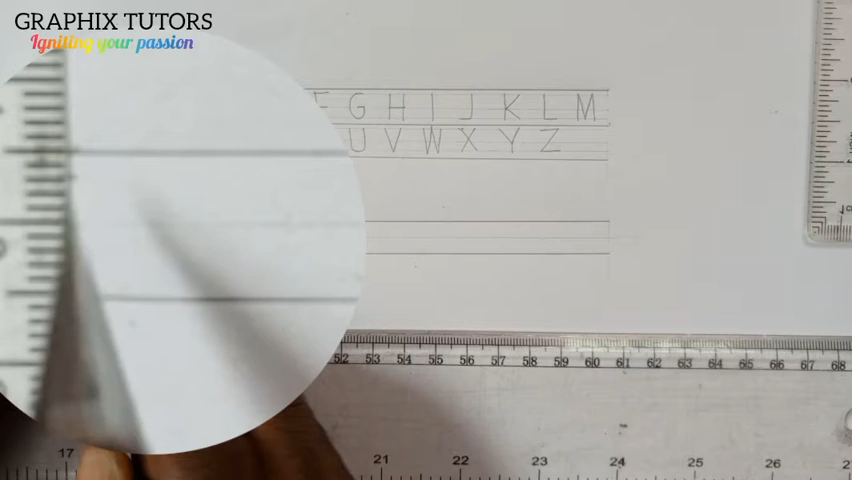 GRAPHIX TUTORS
Igniting your passion
F G H I J K L M
U V W X Y Z
52 53 54 55 56 57 58 59 60 61 62 63 64 65 66 67 68
17 21 22 23 24 25 26